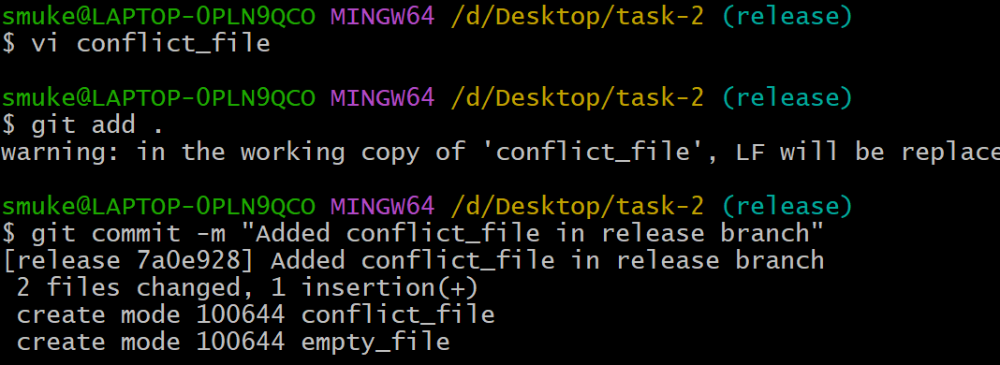 smuke@LAPTOP-0PLN9QCO MINGW64 /d/Desktop/task-2 (release)
$ vi conflict_file
smuke@LAPTOP-0PLN9QCO MINGW64 /d/Desktop/task-2 (release)
$ git add .
warning: in the working copy of 'conflict_file', LF will be replace
smuke@LAPTOP-0PLN9QCO MINGW64 /d/Desktop/task-2 (release)
$ git commit -m "Added conflict_file in release branch"
[release 7a0e928] Added conflict_file in release branch
 2 files changed, 1 insertion(+)
 create mode 100644 conflict_file
 create mode 100644 empty_file